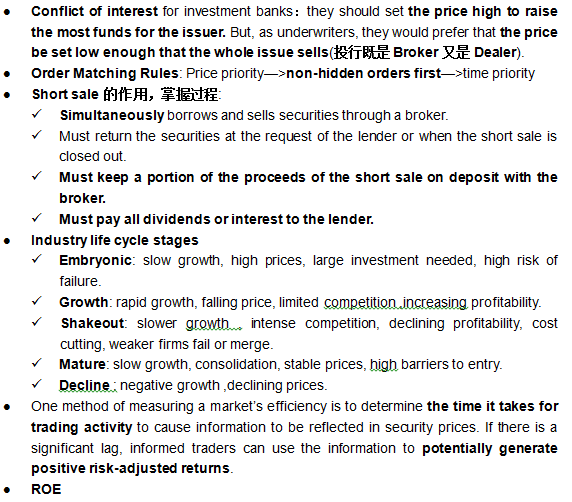 ● Conflict of interest for investment banks：they should set the price high to raise
the most funds for the issuer. But, as underwriters, they would prefer that the price
be set low enough that the whole issue sells(投行既是 Broker 又是 Dealer).
● Order Matching Rules: Price priority—>non-hidden orders first—>time priority
● Short sale 的作用，掌握过程:
✓ Simultaneously borrows and sells securities through a broker.
✓ Must return the securities at the request of the lender or when the short sale is
closed out.
✓ Must keep a portion of the proceeds of the short sale on deposit with the
broker.
✓ Must pay all dividends or interest to the lender.
● Industry life cycle stages
✓ Embryonic: slow growth, high prices, large investment needed, high risk of
failure.
✓ Growth: rapid growth, falling price, limited competition ,increasing profitability.
✓ Shakeout: slower growth , intense competition, declining profitability, cost
cutting, weaker firms fail or merge.
✓ Mature: slow growth, consolidation, stable prices, high barriers to entry.
✓ Decline : negative growth ,declining prices.
● One method of measuring a market's efficiency is to determine the time it takes for
trading activity to cause information to be reflected in security prices. If there is a
significant lag, informed traders can use the information to potentially generate
positive risk-adjusted returns.
● ROE